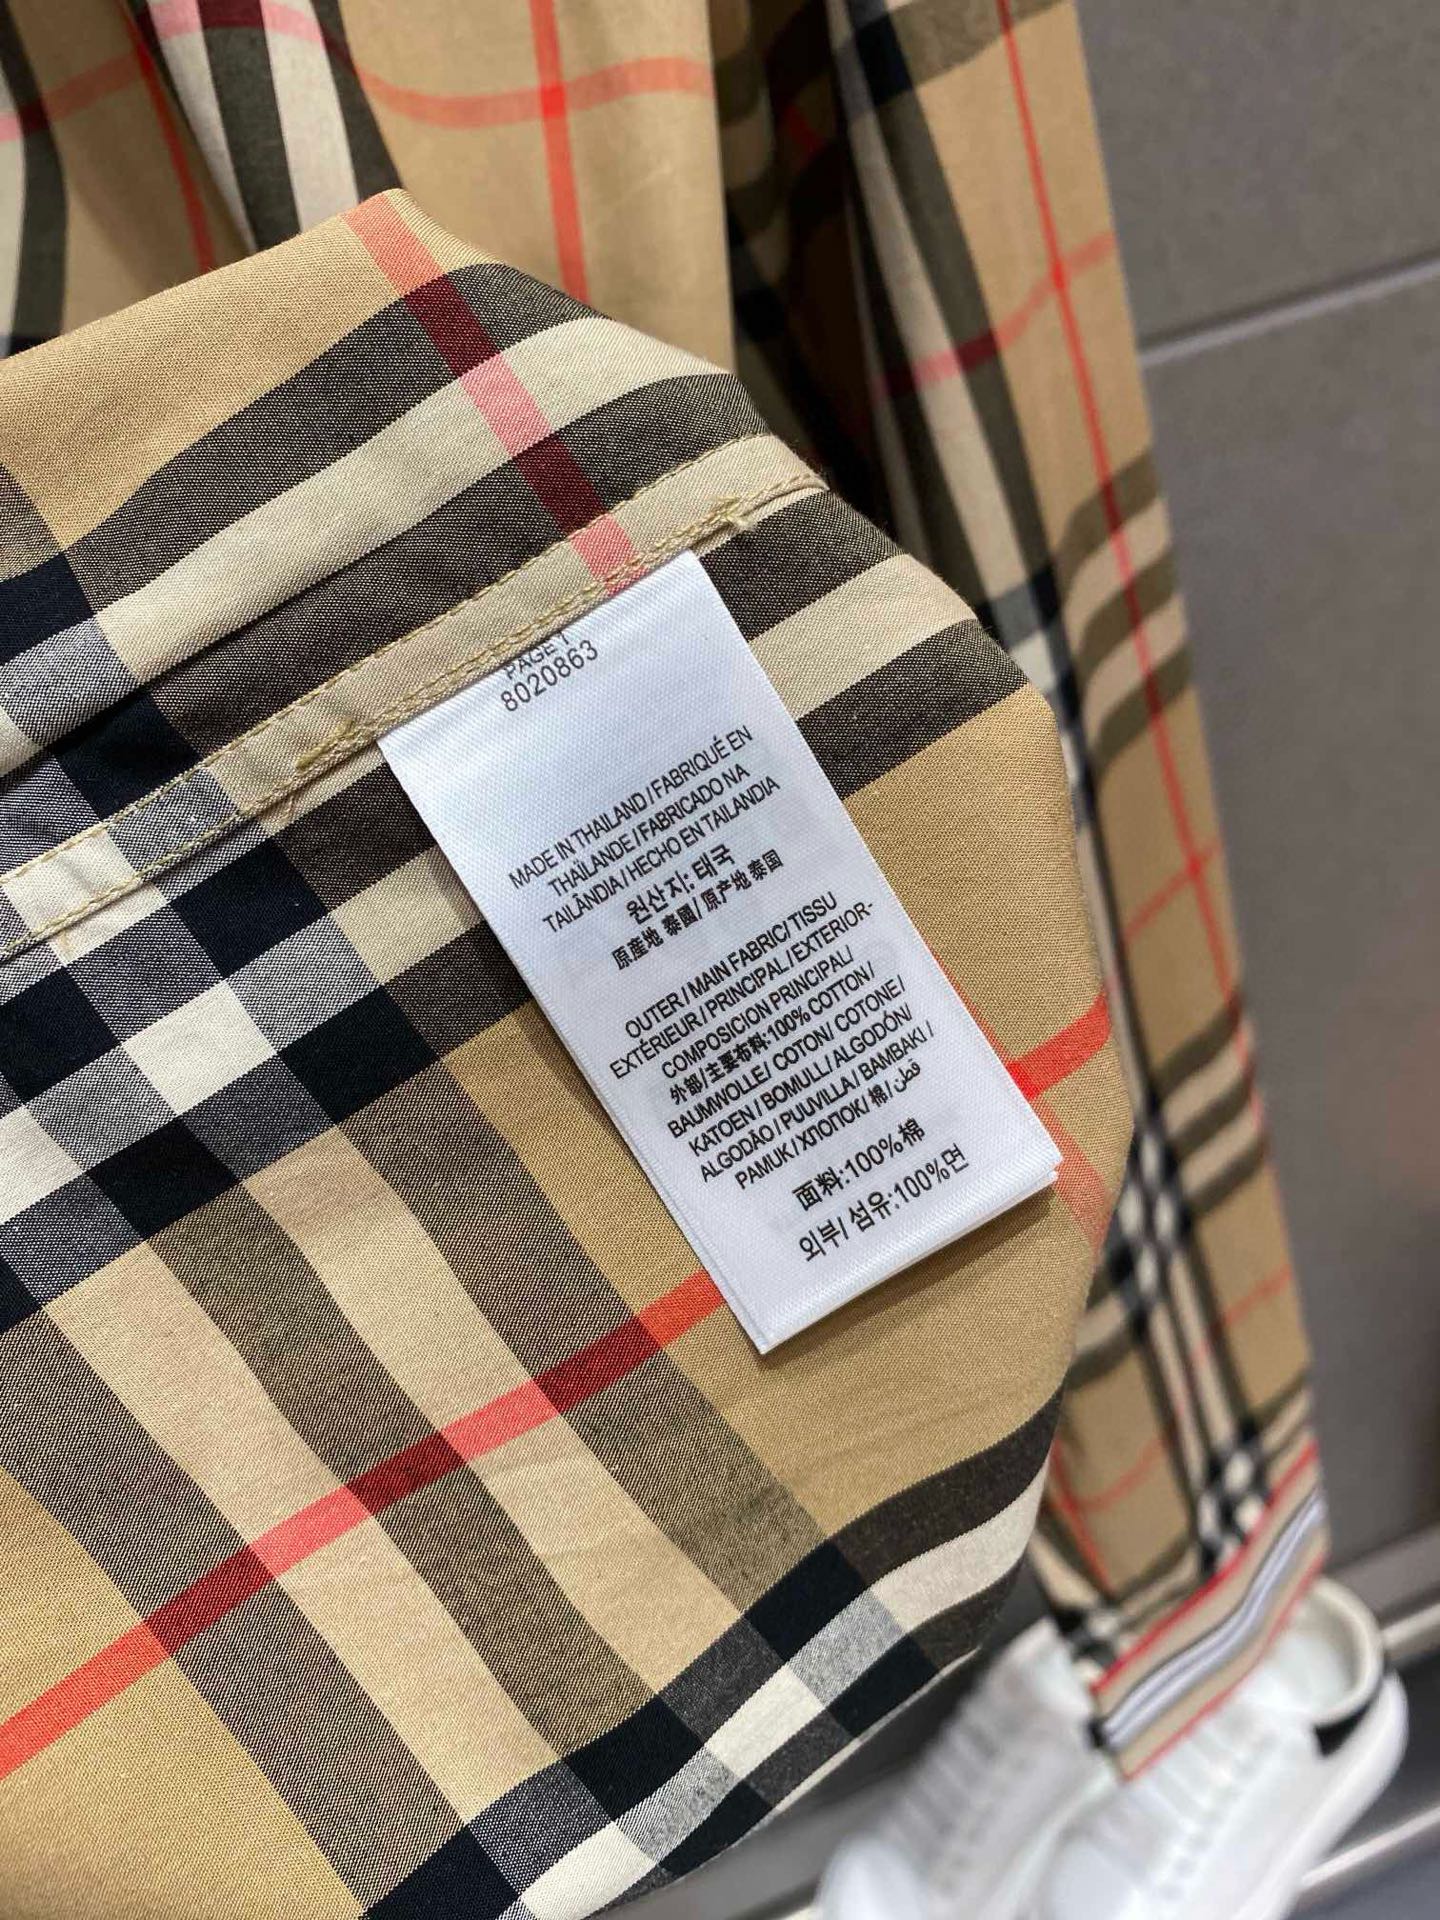 PAGE 1
8020863
MADE IN THAILAND / FABRIQUÉ EN
THAÏLANDE / FABRICADO NA
TAILÂNDIA / HECHO EN TAILANDIA
원산지: 태국
原產地 泰國 / 原产地 泰国
OUTER / MAIN FABRIC / TISSU
EXTÉRIEUR / PRINCIPAL / EXTERIOR-
COMPOSICION PRINCIPAL /
外部 / 主要布料:100% COTTON /
BAUMWOLLE / COTON / COTONE /
KATOEN / BOMULL / ALGODÓN /
ALGODÃO / PUUVILLA / BAMBAKI /
PAMUK / ХЛОПОК / 棉 / قطن
面料:100%棉
외부/ 섬유:100%면